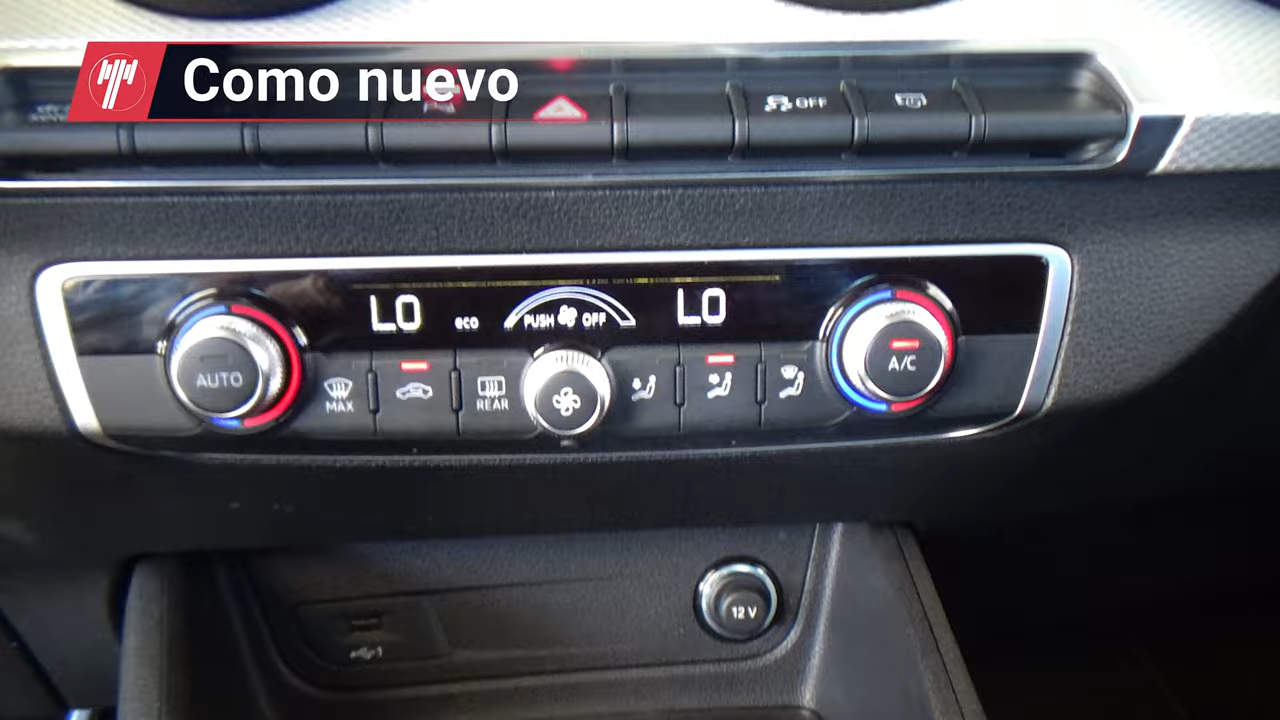 Como nuevo
OFF
LO
eco
PUSH OFF
LO
AUTO
MAX
REAR
A/C
12 V